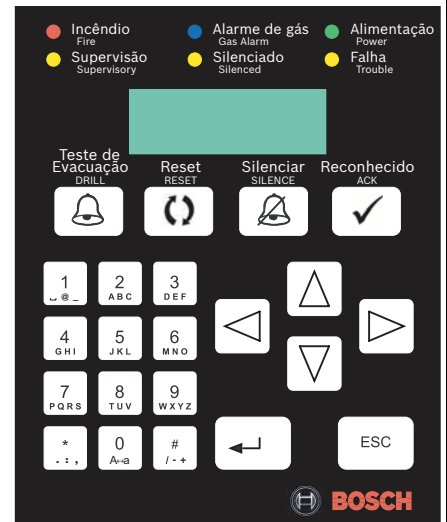 Incêndio
Fire
Alarme de gás
Gas Alarm
Alimentação
Power
Supervisão
Supervisory
Silenciado
Silenced
Falha
Trouble
Teste de
Evacuação
DRILL
Reset
RESET
Silenciar
SILENCE
Reconhecido
ACK
1
␣ @ _
2
ABC
3
DEF
4
GHI
5
JKL
6
MNO
7
PQRS
8
TUV
9
WXYZ
*
. : ,
0
A↔a
#
/ - +
ESC
BOSCH